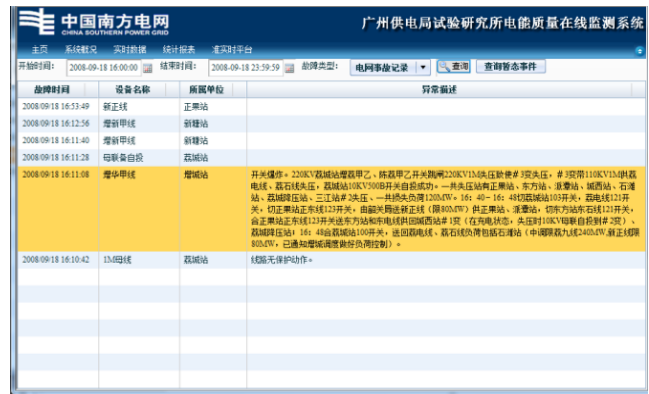 中国南方电网
CHINA SOUTHERN POWER GRID
广州供电局试验研究所电能质量在线监测系统
主页 系统概况 实时数据 统计报表 准实时平台
开始时间： 2008-09-18 16:00:00 结束时间： 2008-09-18 23:59:59 故障类型： 电网事故记录 查询 查询暂态事件
故障时间 设备名称 所属单位 异常描述
2008/09/18 16:53:49 新正线 正果站
2008/09/18 16:12:56 增新甲线 新塘站
2008/09/18 16:11:40 增新甲线 新塘站
2008/09/18 16:11:28 母联备自投 荔城站
2008/09/18 16:11:08 增华甲线 增城站 开关爆炸。220KV荔城站增荔甲乙、陈荔甲乙开关跳闸220KV1M失压致使#3变失压，#3变带110KV1M供荔
电线、荔石线失压，荔城站10KV500B开关自投成功。一共失压站有正果站、东方站、派潭站、城西站、石滩
站、荔城降压站、三江站#2失压、一共损失负荷120MW。16：40－16：48切荔城站103开关，荔电线121开
关，切正果站正东线123开关，由韶关局送新正线（限80MW）供正果站、派潭站，切东方站东石线121开关，
合正果站正东线123开关送东方站和东电线供回城西站#1变（在充电状态，失压时10KV母联自投到#2变）、
荔城降压站；16：48合荔城站100开关，送回荔电线、荔石线负荷包括石滩站（中调限荔九线240MW,新正线限
80MW，已通知增城调度做好负荷控制）。
2008/09/18 16:10:42 1M母线 荔城站 线路无保护动作。